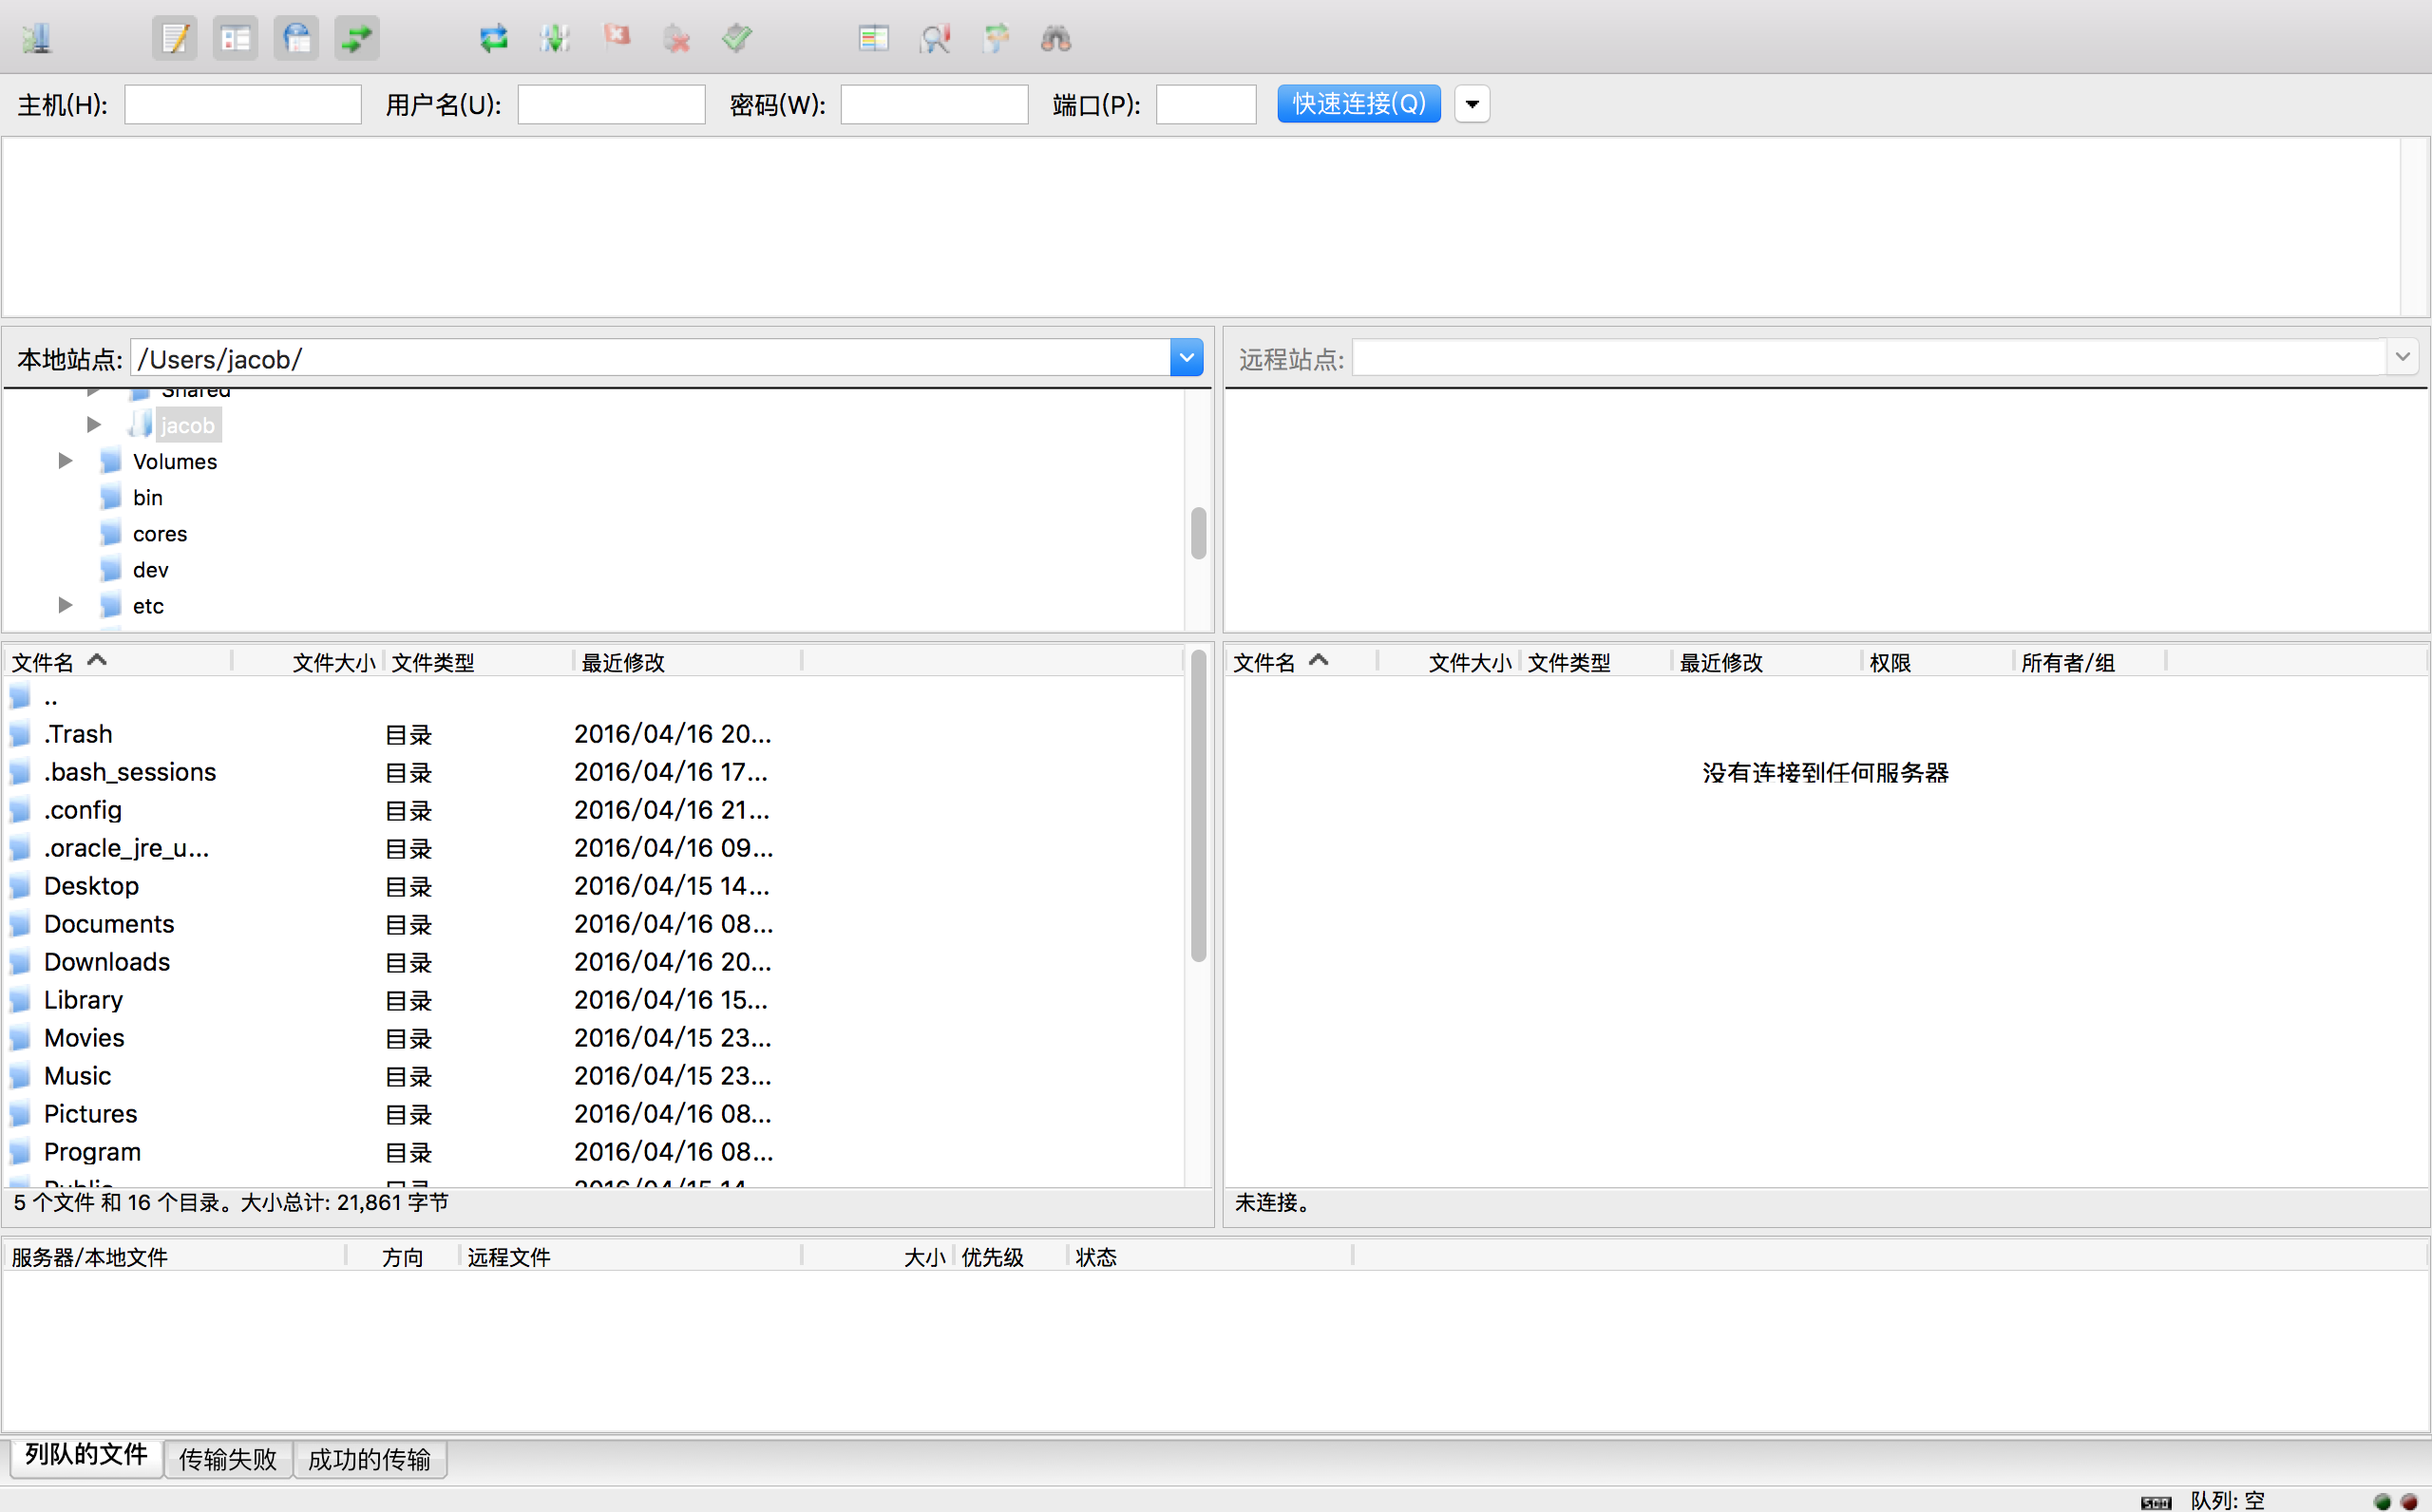 主机(H): 用户名(U): 密码(W): 端口(P): 快速连接(Q)
本地站点: /Users/jacob/
远程站点:
Shared
jacob
Volumes
bin
cores
dev
etc
文件名 文件大小 文件类型 最近修改
..
.Trash 目录 2016/04/16 20...
.bash_sessions 目录 2016/04/16 17...
.config 目录 2016/04/16 21...
.oracle_jre_u... 目录 2016/04/16 09...
Desktop 目录 2016/04/15 14...
Documents 目录 2016/04/16 08...
Downloads 目录 2016/04/16 20...
Library 目录 2016/04/16 15...
Movies 目录 2016/04/15 23...
Music 目录 2016/04/15 23...
Pictures 目录 2016/04/16 08...
Program 目录 2016/04/16 08...
Public 目录 2016/04/15 14...
5 个文件 和 16 个目录。大小总计: 21,861 字节
文件名 文件大小 文件类型 最近修改 权限 所有者/组
没有连接到任何服务器
未连接。
服务器/本地文件 方向 远程文件 大小 优先级 状态
列队的文件 传输失败 成功的传输
队列: 空